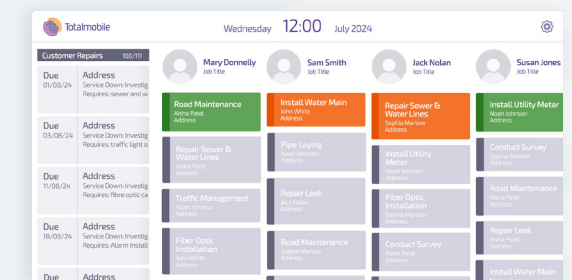 Totalmobile
Wednesday 12:00 July 2024
Customer Repairs 100/111
Due Address
01/08/24 Service Down: Investig
Requires: sewer and w
Due Address
03/08/24 Service Down: Investig
Requires: traffic light o
Due Address
11/08/24 Service Down: Investig
Requires: fibre optic ca
Due Address
18/08/24 Service Down: Investig
Requires: Alarm Install
Due Address
Mary Donnelly
Job Title
Road Maintenance
Aisha Patel
Address
Repair Sewer &
Water Lines
Aisha Patel
Address
Traffic Management
Noah Johnson
Address
Fiber Optic
Installation
John White
Address
Sam Smith
Job Title
Install Water Main
John White
Address
Pipe Laying
Noah Johnson
Address
Repair Leak
Jack Nolan
Address
Road Maintenance
Sophia Marlow
Address
Jack Nolan
Job Title
Repair Sewer &
Water Lines
Sophia Marlow
Address
Install Utility
Meter
Noah Johnson
Address
Fiber Optic
Installation
Sophia Marlow
Address
Conduct Survey
Aisha Patel
Address
Susan Jones
Job Title
Install Utility Meter
Noah Johnson
Address
Conduct Survey
Sophia Marlow
Address
Road Maintenance
Aisha Patel
Address
Repair Leak
Aisha Patel
Address
Install Water Main
John White